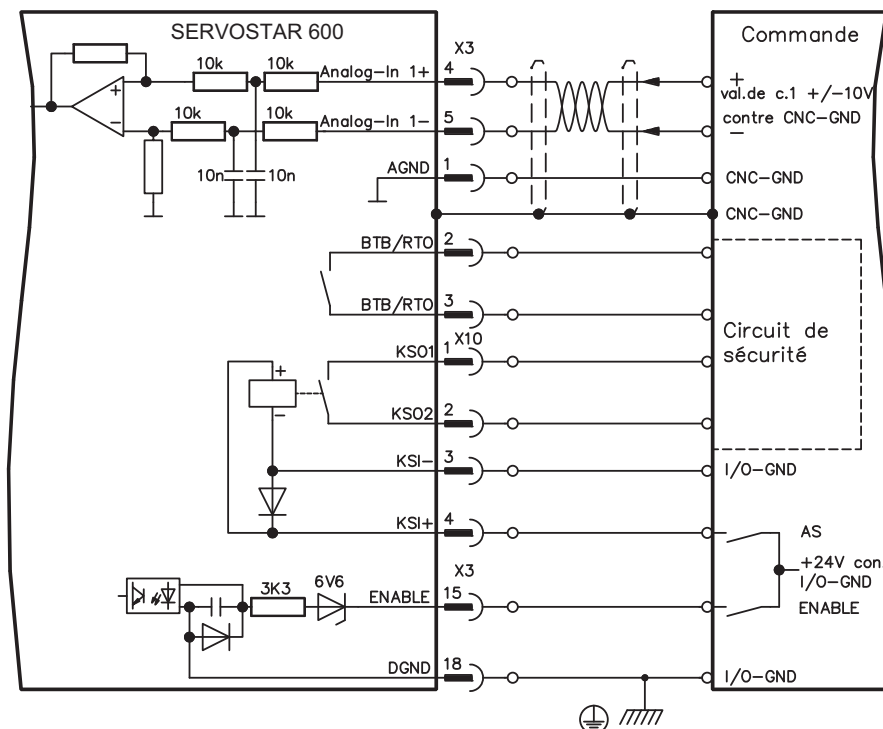 SERVOSTAR 600
Commande
X3
10k
10k
Analog-In 1+
4
+
+
val.de c.1 +/-10V
contre CNC-GND
−
10k
10k
Analog-In 1−
5
−
10n
10n
AGND
1
CNC-GND
CNC-GND
BTB/RTO
2
BTB/RTO
3
Circuit de
sécurité
X10
KSO1
1
+
−
KSO2
2
KSI−
3
I/O-GND
KSI+
4
AS
+24V con.
I/O-GND
X3
3K3
6V6
ENABLE
15
ENABLE
DGND
18
I/O-GND